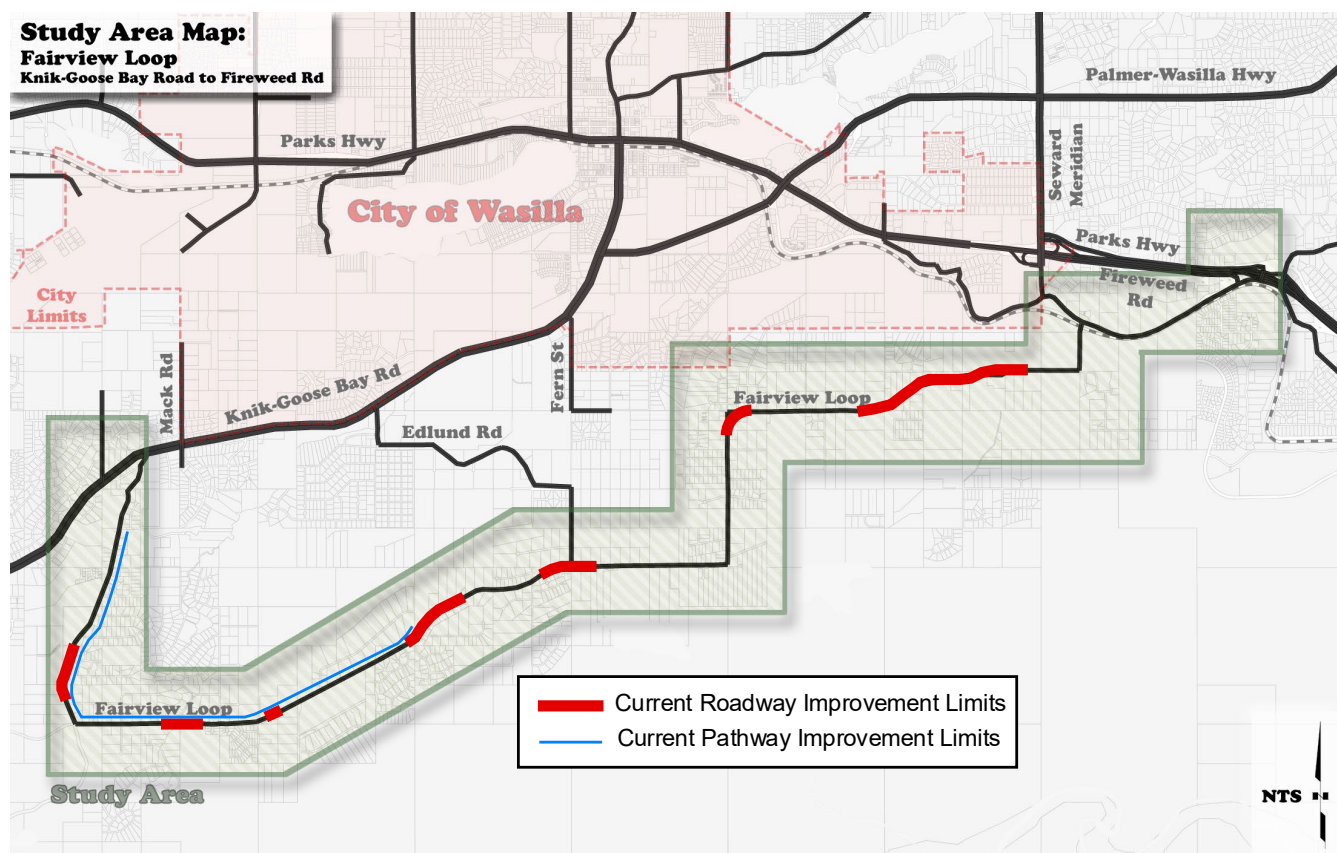 Study Area Map:
Fairview Loop
Knik-Goose Bay Road to Fireweed Rd
Palmer-Wasilla Hwy
Parks Hwy
Seward
Meridian
City of Wasilla
Parks Hwy
Fireweed
Rd
City
Limits
Mack Rd
Knik-Goose Bay Rd
Fern St
Fairview Loop
Edlund Rd
Fairview Loop
Current Roadway Improvement Limits
Current Pathway Improvement Limits
Study Area
NTS
N